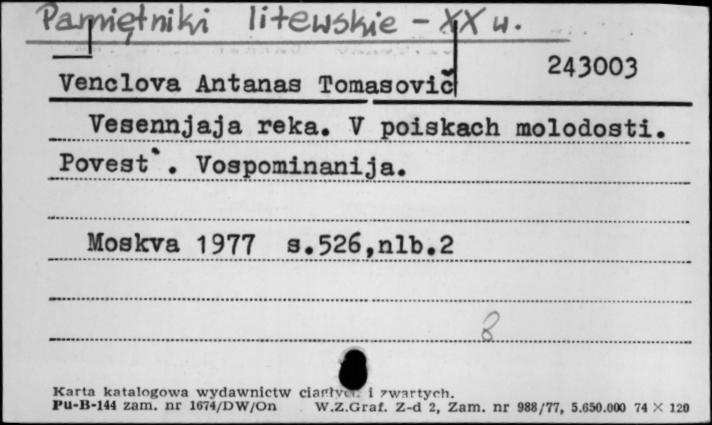 Pamiętniki litewskie - XX w.
243003
Venclova Antanas Tomasovič
Vesennjaja reka. V poiskach molodosti.
Povest`. Vospominanija.
Moskva 1977 s.526,nlb.2
8
Karta katalogowa wydawnictw ciągłych i zwartych.
Pu-B-144 zam. nr 1674/DW/On W.Z.Graf. Z-d 2, Zam. nr 988/77, 5.650.000 74 × 120